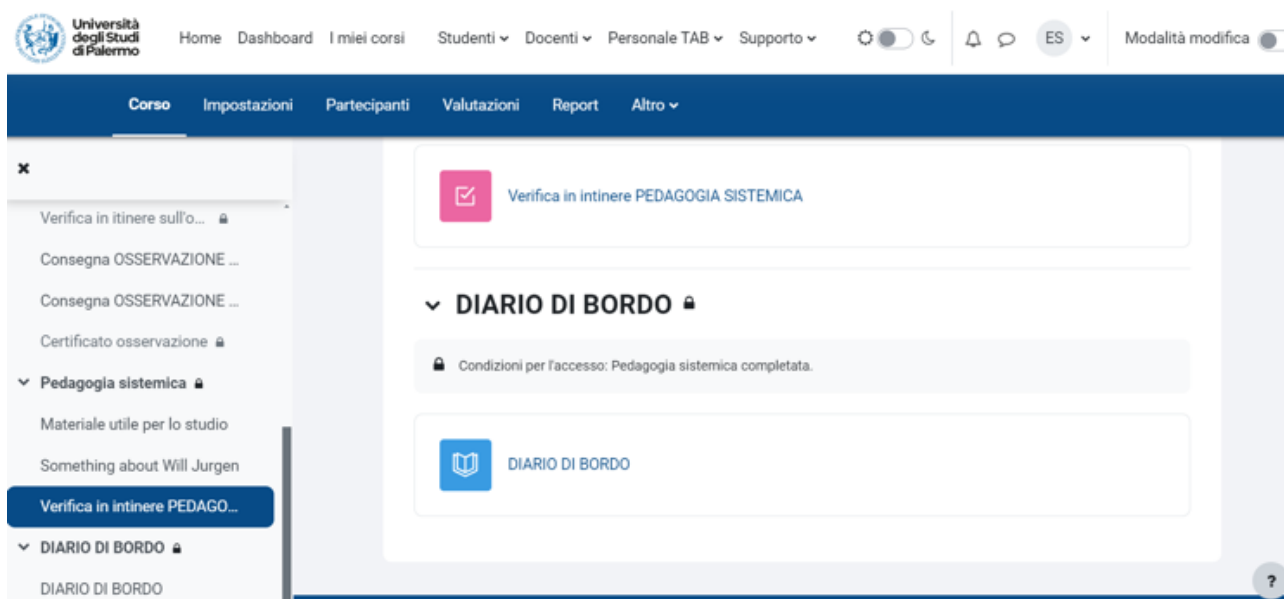 Università
degli Studi
di Palermo
Home Dashboard I miei corsi Studenti Docenti Personale TAB Supporto ES Modalità modifica
Corso Impostazioni Partecipanti Valutazioni Report Altro
Verifica in itinere sull'o...
Consegna OSSERVAZIONE ...
Consegna OSSERVAZIONE ...
Certificato osservazione
Pedagogia sistemica
Materiale utile per lo studio
Something about Will Jurgen
Verifica in intinere PEDAGO...
DIARIO DI BORDO
DIARIO DI BORDO
Verifica in intinere PEDAGOGIA SISTEMICA
DIARIO DI BORDO
Condizioni per l'accesso: Pedagogia sistemica completata.
DIARIO DI BORDO
?